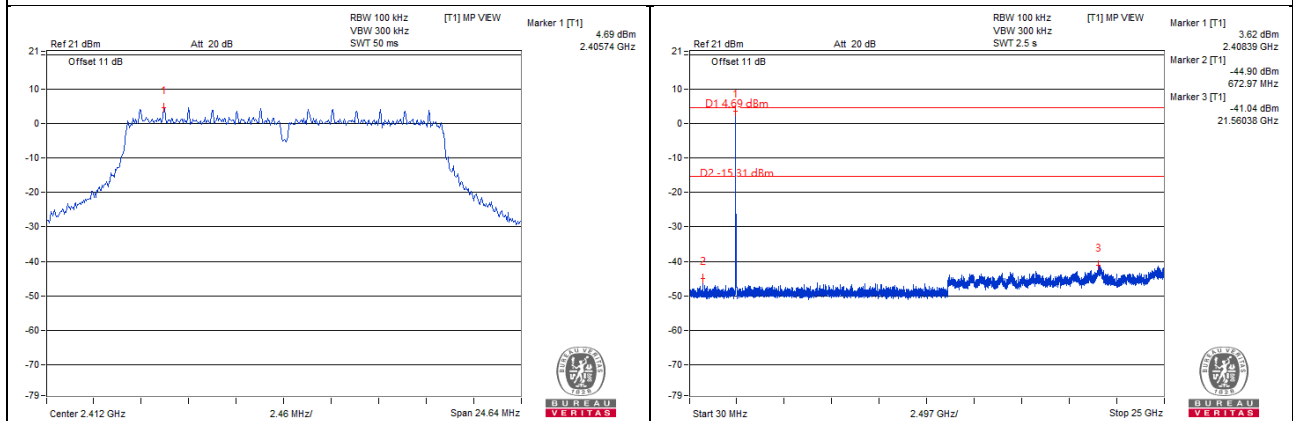 RBW 100 kHz [T1] MP VIEW
VBW 300 kHz
Ref 21 dBm Att 20 dB SWT 50 ms
Marker 1 [T1]
4.69 dBm
2.40574 GHz
21
Offset 11 dB
10
0
-10
-20
-30
-40
-50
-60
-70
-79
1
Center 2.412 GHz 2.46 MHz/ Span 24.64 MHz
BUREAU VERITAS
1828
BUREAU
VERITAS
RBW 100 kHz [T1] MP VIEW
VBW 300 kHz
Ref 21 dBm Att 20 dB SWT 2.5 s
Marker 1 [T1]
3.62 dBm
2.40839 GHz
Marker 2 [T1]
-44.90 dBm
672.97 MHz
Marker 3 [T1]
-41.04 dBm
21.56038 GHz
21
Offset 11 dB
10
0
-10
-20
-30
-40
-50
-60
-70
-79
1
D1 4.69 dBm
D2 -15.31 dBm
2
3
Start 30 MHz 2.497 GHz/ Stop 25 GHz
BUREAU VERITAS
1828
BUREAU
VERITAS